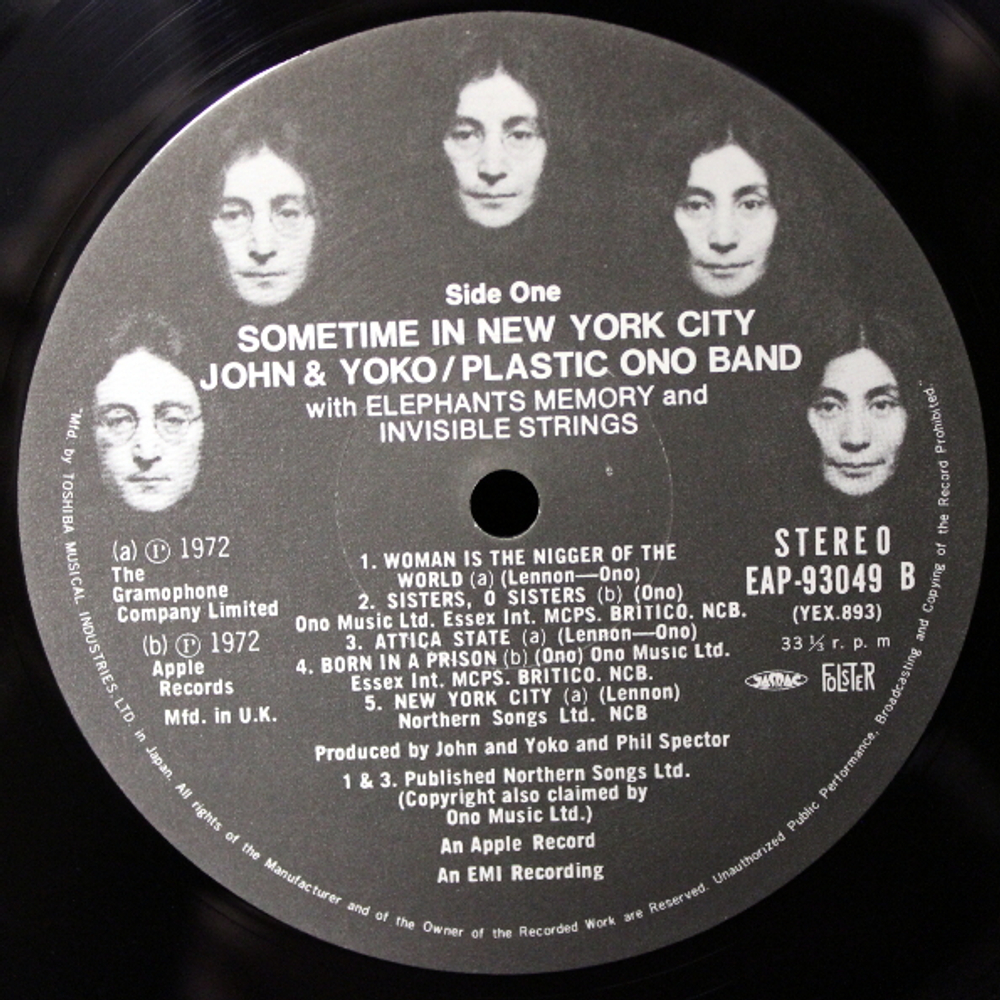 Side One
SOMETIME IN NEW YORK CITY
JOHN & YOKO/PLASTIC ONO BAND
with ELEPHANTS MEMORY and
INVISIBLE STRINGS
(a) Ⓟ 1972
The
Gramophone
Company Limited
(b) Ⓟ 1972
Apple
Records
Mfd. in U.K.
1. WOMAN IS THE NIGGER OF THE
WORLD (a) (Lennon—Ono)
2. SISTERS, O SISTERS (b) (Ono)
Ono Music Ltd. Essex Int. MCPS. BRITICO. NCB.
3. ATTICA STATE (a) (Lennon—Ono)
4. BORN IN A PRISON (b) (Ono) Ono Music Ltd.
Essex Int. MCPS. BRITICO. NCB.
5. NEW YORK CITY (a) (Lennon)
Northern Songs Ltd. NCB
STEREO
EAP-93049 B
(YEX.893)
33 ⅓ r. p. m
JASRAC FOLSTER
Produced by John and Yoko and Phil Spector
1 & 3. Published Northern Songs Ltd.
(Copyright also claimed by
Ono Music Ltd.)
An Apple Record
An EMI Recording
"Mfd. by TOSHIBA MUSICAL INDUSTRIES LTD. in Japan. All rights of the Manufacturer and of the Owner of the Recorded Work are Reserved. Unauthorized Public Performance, Broadcasting and Copying of the Record Prohibited."